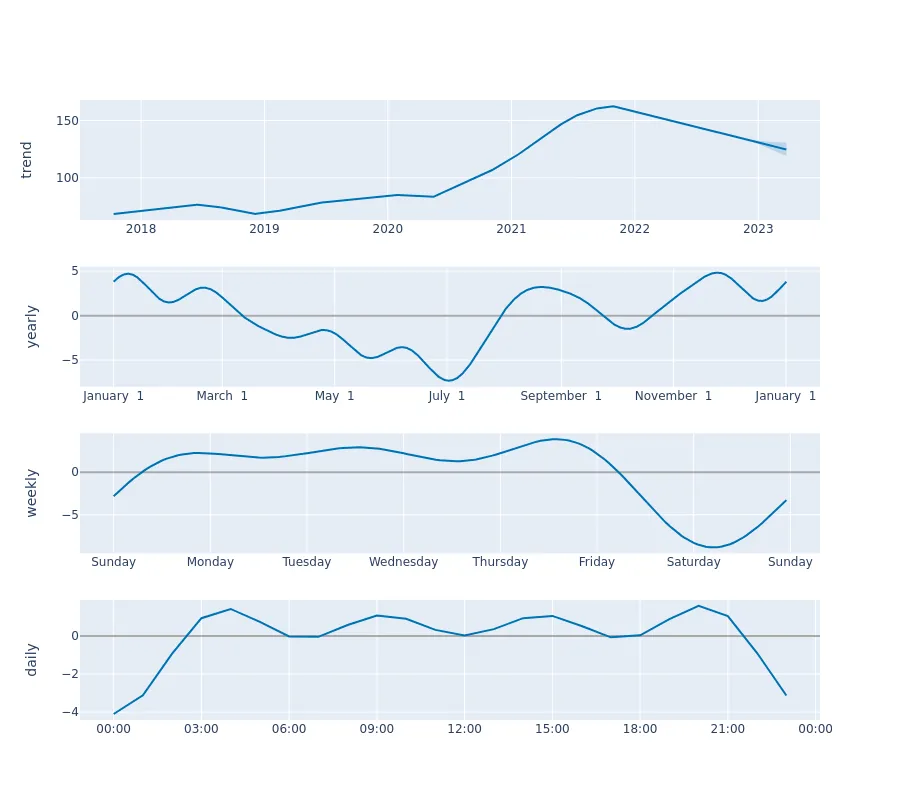 trend
150
100
2018 2019 2020 2021 2022 2023
yearly
5
0
−5
January 1 March 1 May 1 July 1 September 1 November 1 January 1
weekly
0
−5
Sunday Monday Tuesday Wednesday Thursday Friday Saturday Sunday
daily
0
−2
−4
00:00 03:00 06:00 09:00 12:00 15:00 18:00 21:00 00:00